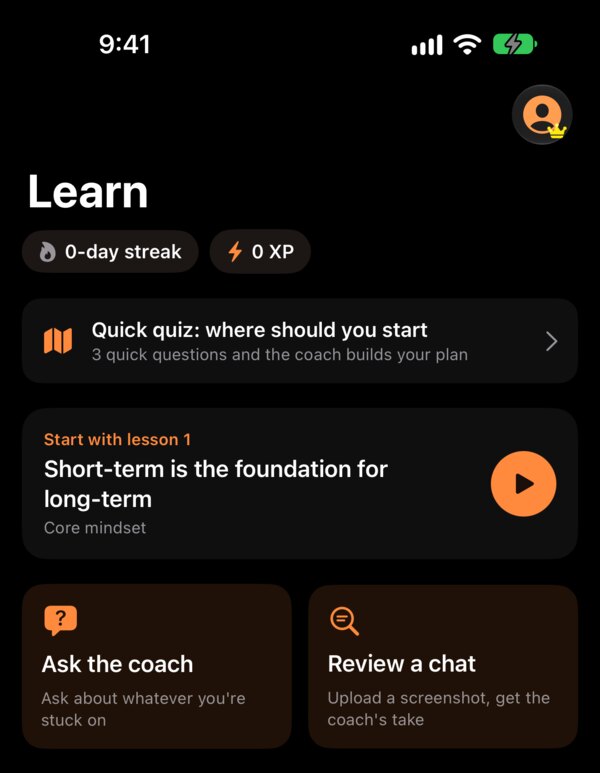 9:41
Learn
0-day streak
0 XP
Quick quiz: where should you start
3 quick questions and the coach builds your plan
Start with lesson 1
Short-term is the foundation for
long-term
Core mindset
?
Ask the coach
Ask about whatever you're
stuck on
Review a chat
Upload a screenshot, get the
coach's take